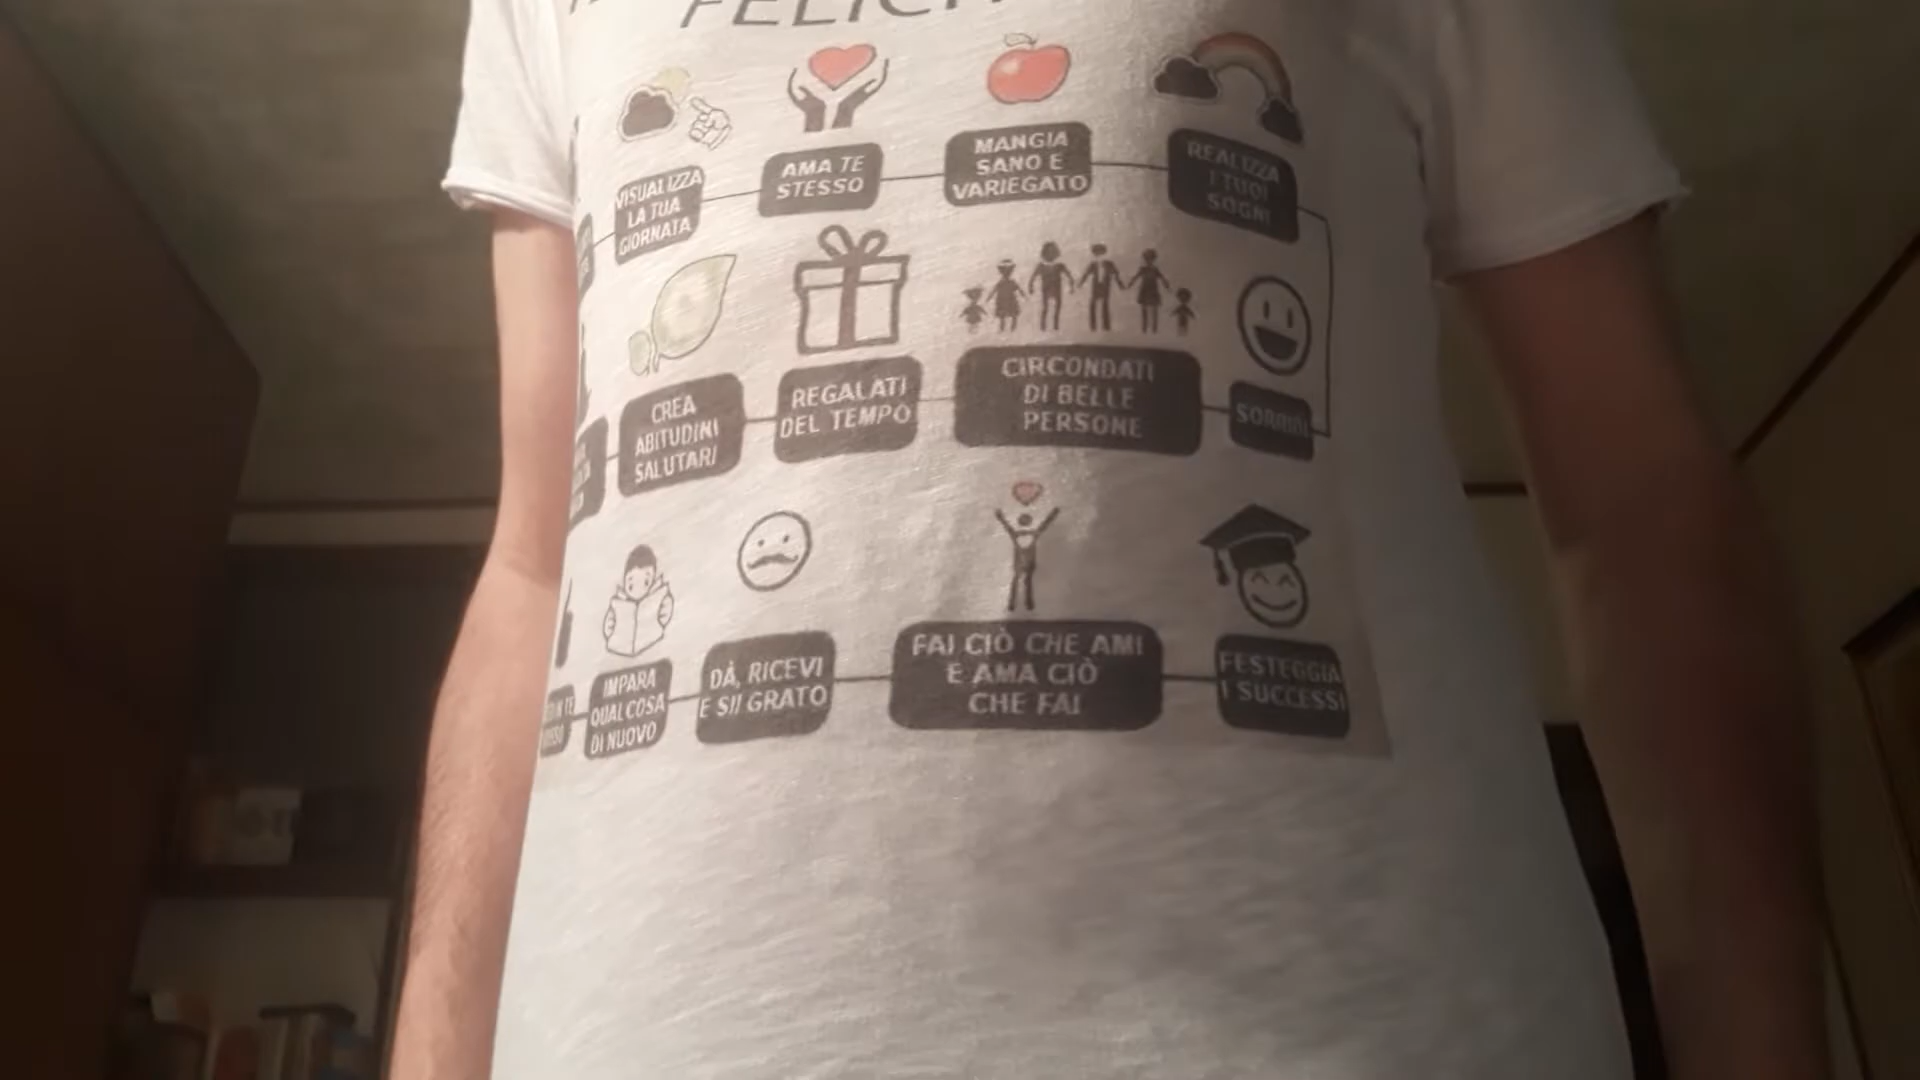 FELICI
VISUALIZZA
LA TUA
GIORNATA
AMA TE
STESSO
MANGIA
SANO E
VARIEGATO
REALIZZA
I TUOI
SOGNI
CREA
ABITUDINI
SALUTARI
REGALATI
DEL TEMPO
CIRCONDATI
DI BELLE
PERSONE
SORRIDI
IMPARA
QUALCOSA
DI NUOVO
DÀ, RICEVI
E SII GRATO
FAI CIÒ CHE AMI
E AMA CIÒ
CHE FAI
FESTEGGIA
I SUCCESSI